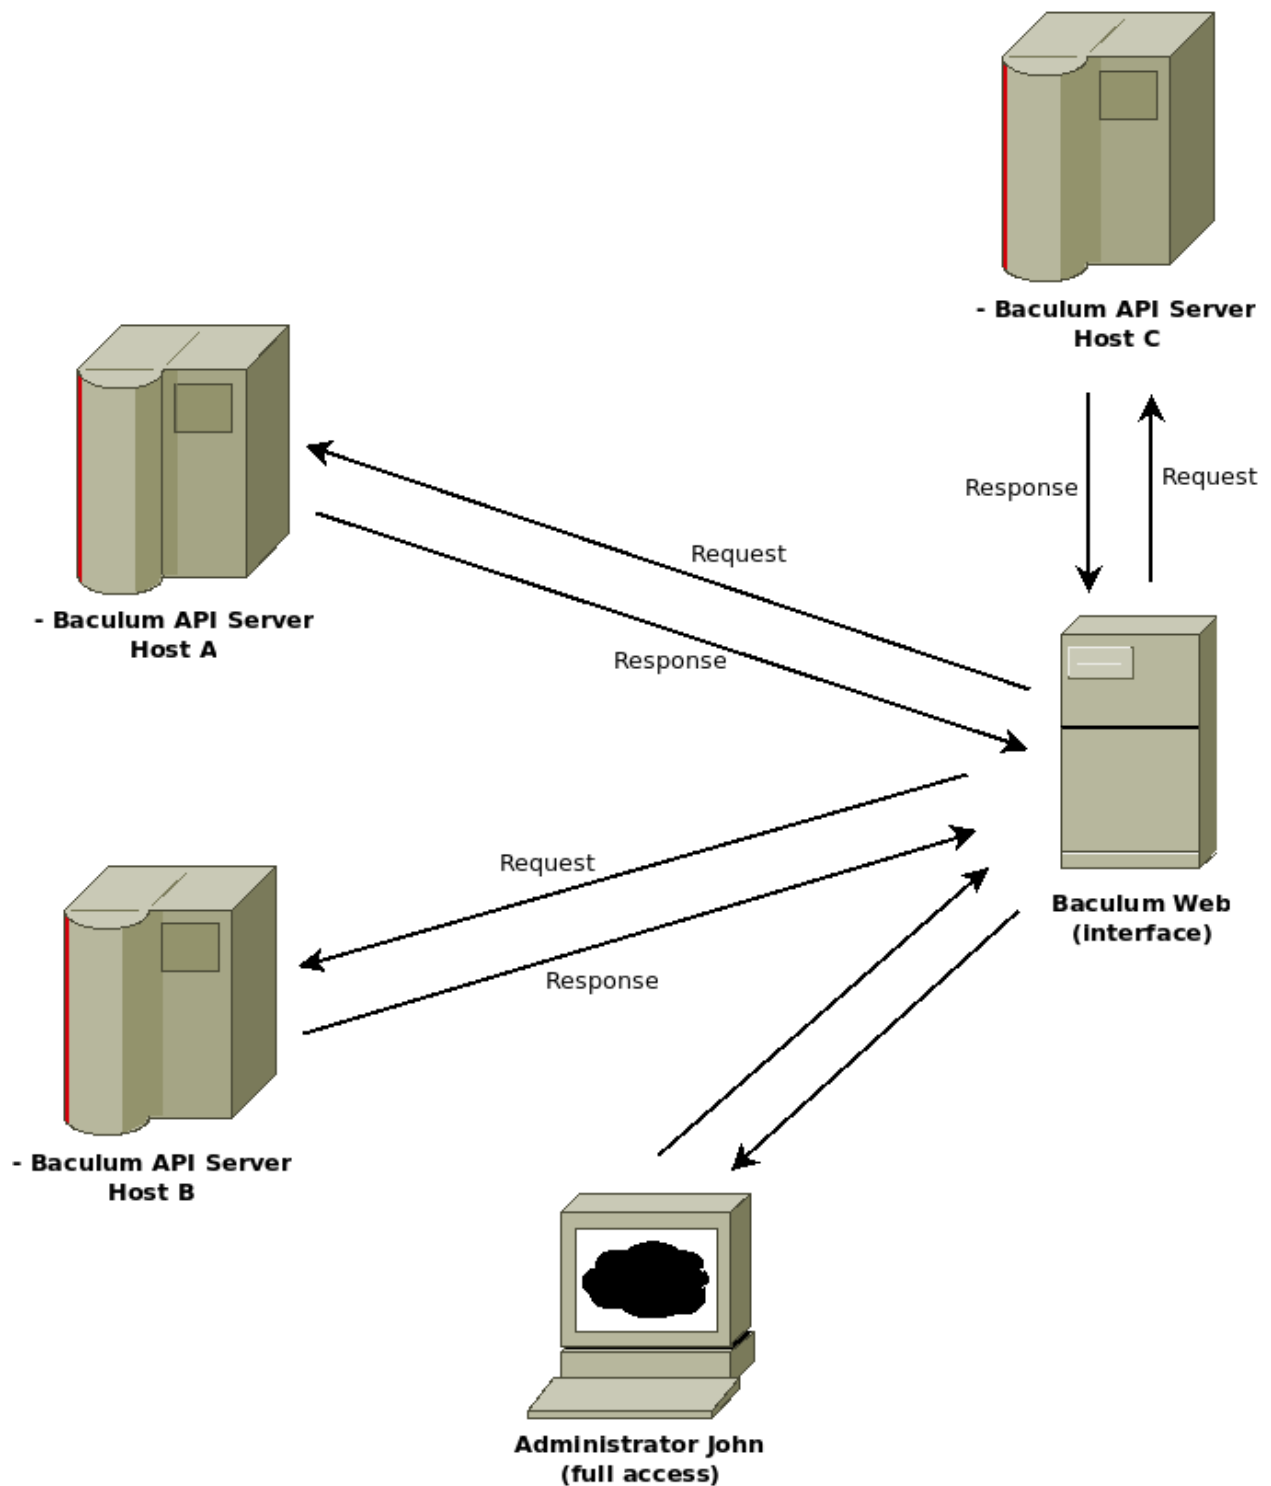 - Baculum API Server
Host C
Response
Request
Request
- Baculum API Server
Host A
Response
Request
Baculum Web
(interface)
Response
- Baculum API Server
Host B
Administrator John
(full access)